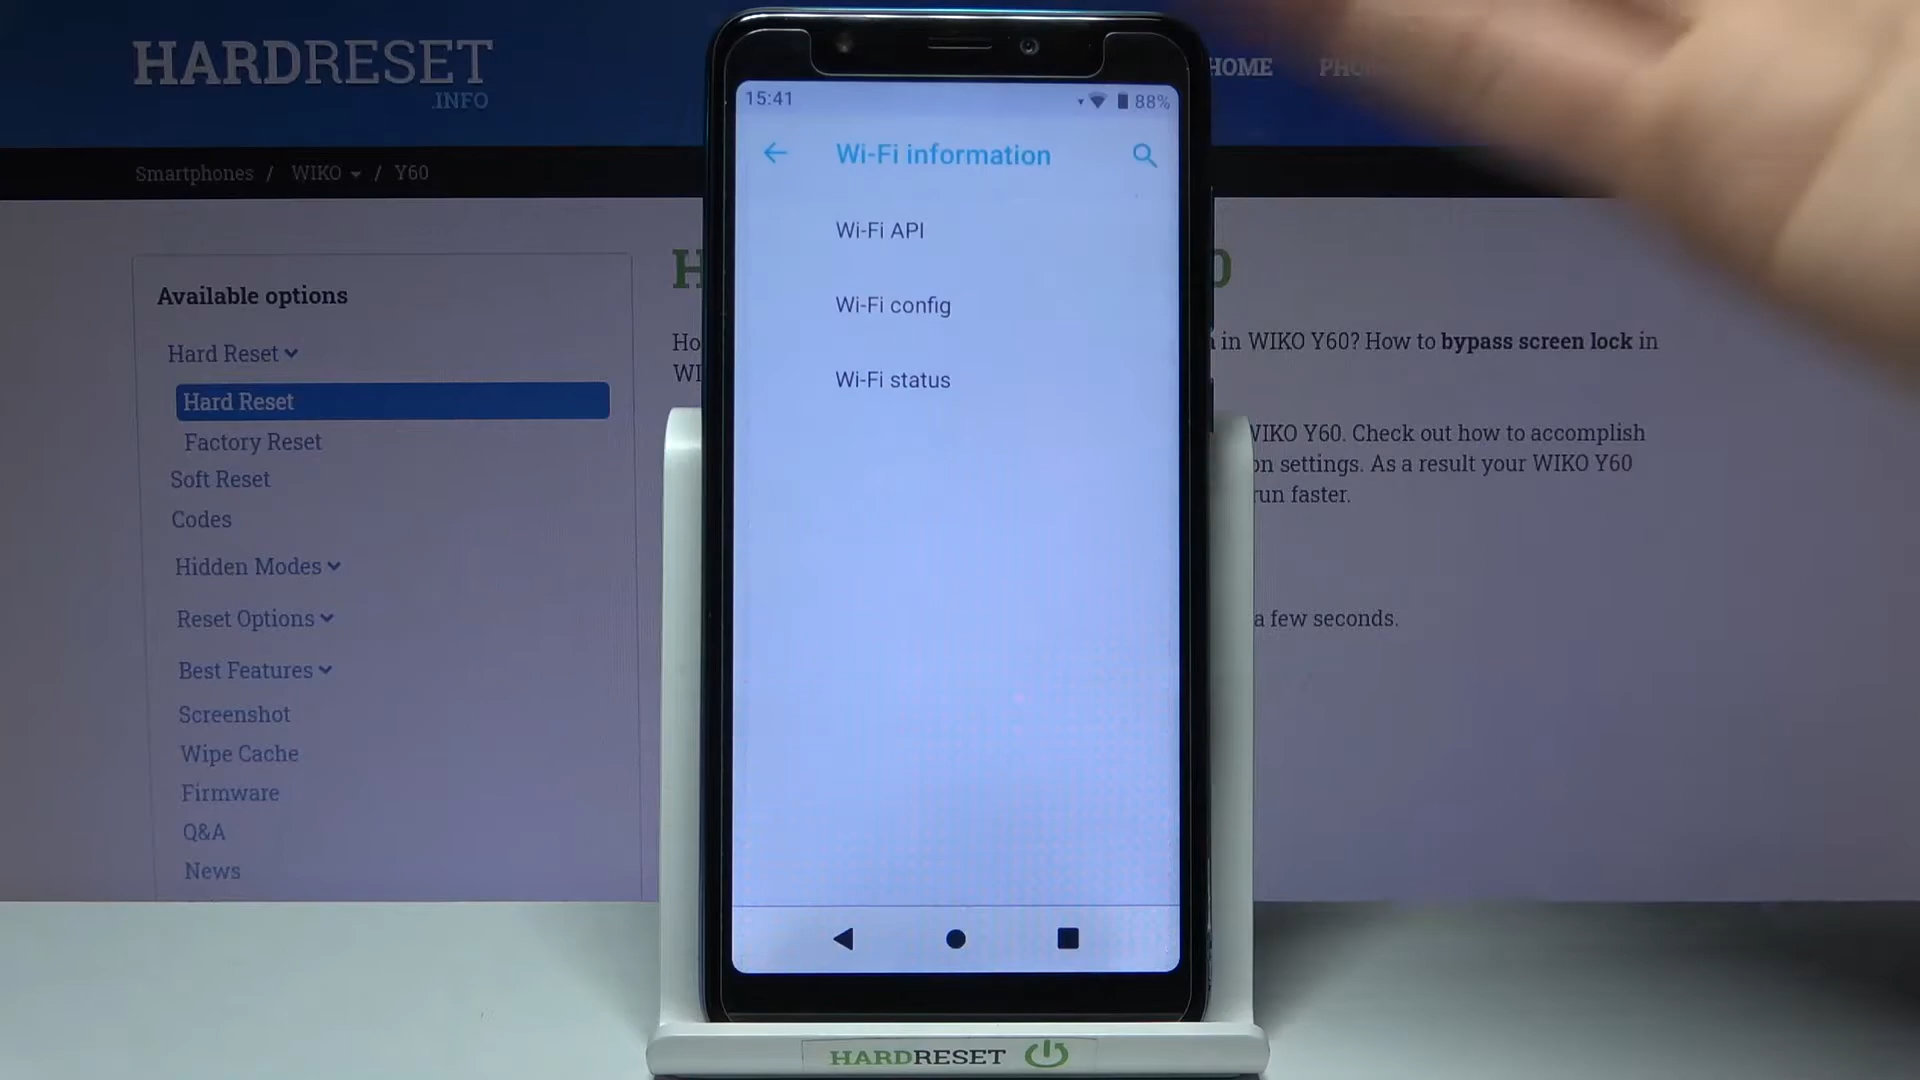 HARDRESET
.INFO
HOME
Smartphones / WIKO / Y60
15:41
88%
Wi-Fi information
Wi-Fi API
Wi-Fi config
Wi-Fi status
Available options
Hard Reset
Hard Reset
Factory Reset
Soft Reset
Codes
Hidden Modes
Reset Options
Best Features
Screenshot
Wipe Cache
Firmware
Q&A
News
in WIKO Y60? How to bypass screen lock in
WIKO Y60. Check out how to accomplish
on settings. As a result your WIKO Y60
run faster.
a few seconds.
HARDRESET